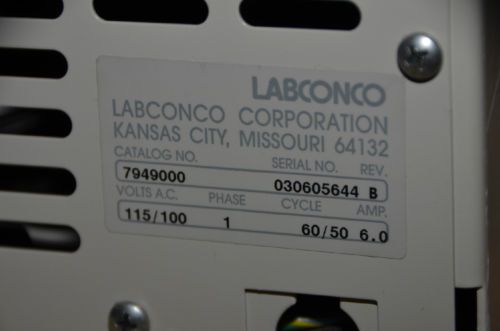 LABCONCO
LABCONCO CORPORATION
KANSAS CITY, MISSOURI 64132
CATALOG NO. SERIAL NO. REV.
7949000 030605644 B
VOLTS A.C. PHASE CYCLE AMP.
115/100 1 60/50 6.0